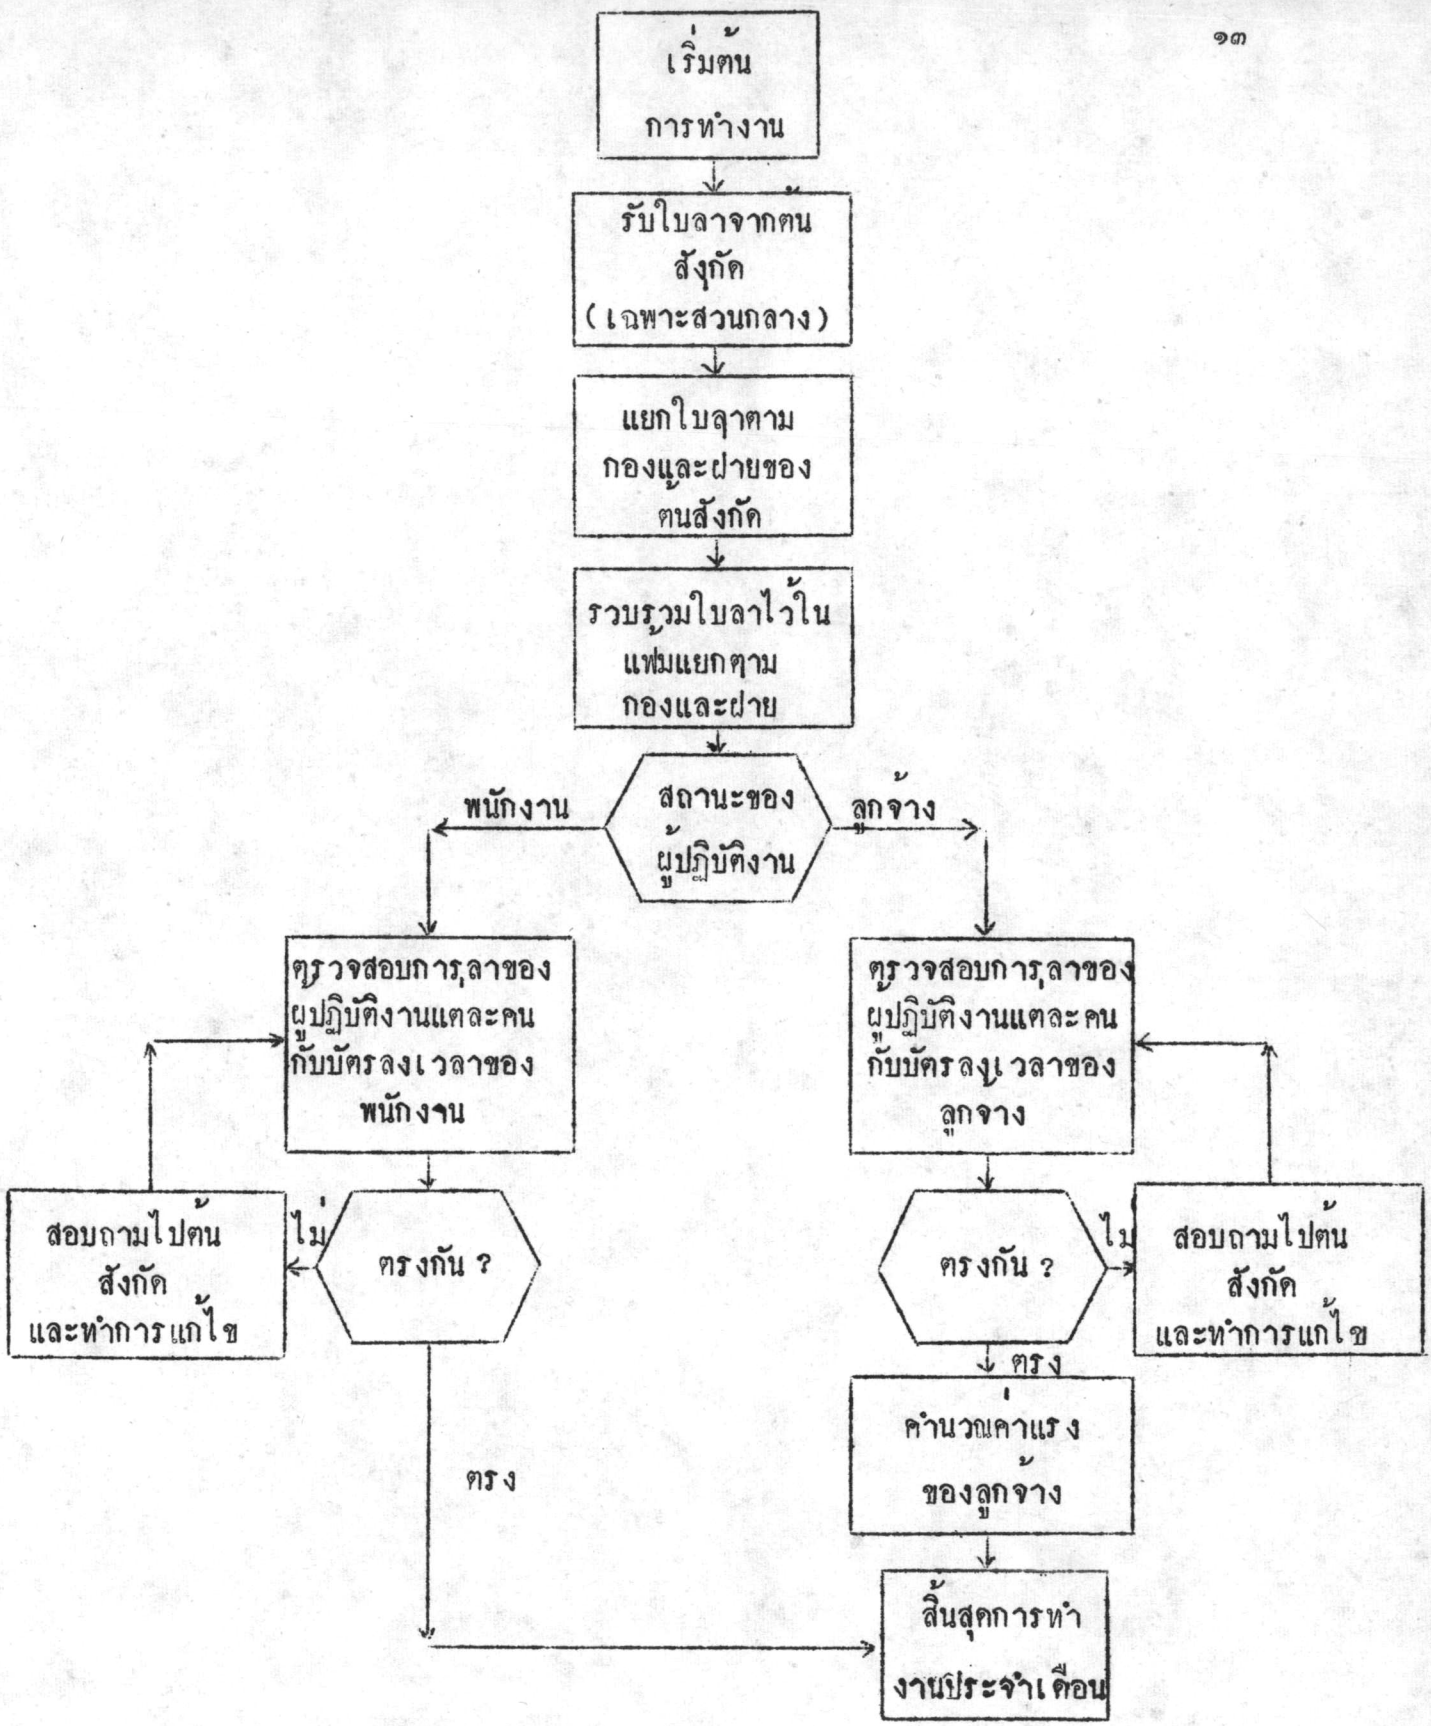 ๑๓
เริ่มต้น
การทำงาน
รับใบลาจากต้น
สังกัด
(เฉพาะส่วนกลาง)
แยกใบลาตาม
กองและฝ่ายของ
ต้นสังกัด
รวบรวมใบลาไว้ใน
แฟ้มแยกตาม
กองและฝ่าย
สถานะของ
ผู้ปฏิบัติงาน
พนักงาน
ลูกจ้าง
ตรวจสอบการลาของ
ผู้ปฏิบัติงานแต่ละคน
กับบัตรลงเวลาของ
พนักงาน
ตรวจสอบการลาของ
ผู้ปฏิบัติงานแต่ละคน
กับบัตรลงเวลาของ
ลูกจ้าง
สอบถามไปต้น
สังกัด
และทำการแก้ไข
ไม่
ตรงกัน ?
ตรงกัน ?
ไม่
สอบถามไปต้น
สังกัด
และทำการแก้ไข
ตรง
ตรง
คำนวณค่าแรง
ของลูกจ้าง
สิ้นสุดการทำ
งานประจำเดือน